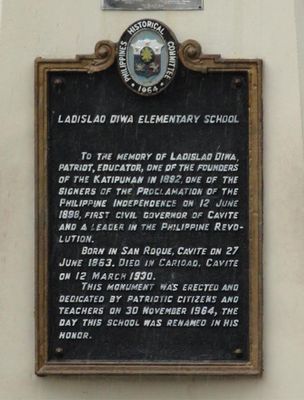 PHILIPPINES HISTORICAL COMMITTEE
1964
LADISLAO DIWA ELEMENTARY SCHOOL
TO THE MEMORY OF LADISLAO DIWA,
PATRIOT, EDUCATOR, ONE OF THE FOUNDERS
OF THE KATIPUNAN IN 1892, ONE OF THE
SIGNERS OF THE PROCLAMATION OF THE
PHILIPPINE INDEPENDENCE ON 12 JUNE
1898, FIRST CIVIL GOVERNOR OF CAVITE
AND A LEADER IN THE PHILIPPINE REVO-
LUTION.
BORN IN SAN ROQUE, CAVITE ON 27
JUNE 1863. DIED IN CARIDAD, CAVITE
ON 12 MARCH 1930.
THIS MONUMENT WAS ERECTED AND
DEDICATED BY PATRIOTIC CITIZENS AND
TEACHERS ON 30 NOVEMBER 1964, THE
DAY THIS SCHOOL WAS RENAMED IN HIS
HONOR.